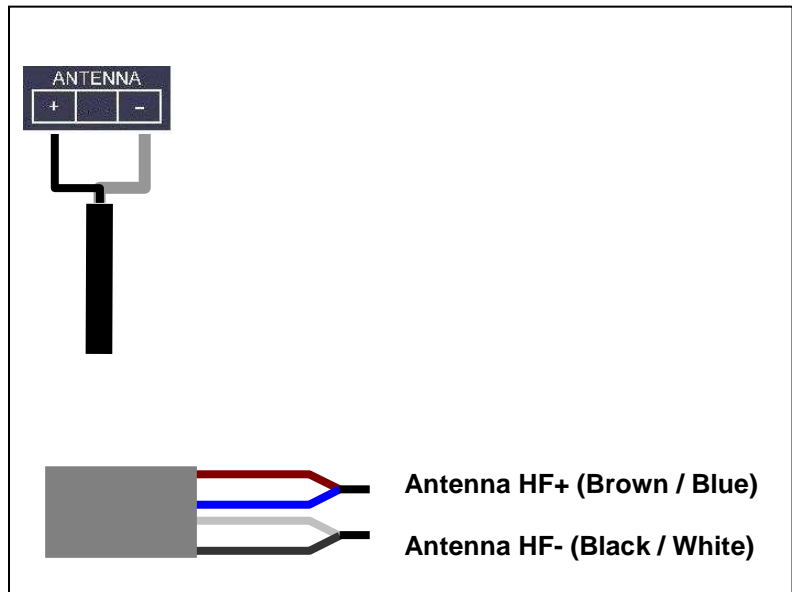 ANTENNA
+ -
Antenna HF+ (Brown / Blue)
Antenna HF- (Black / White)